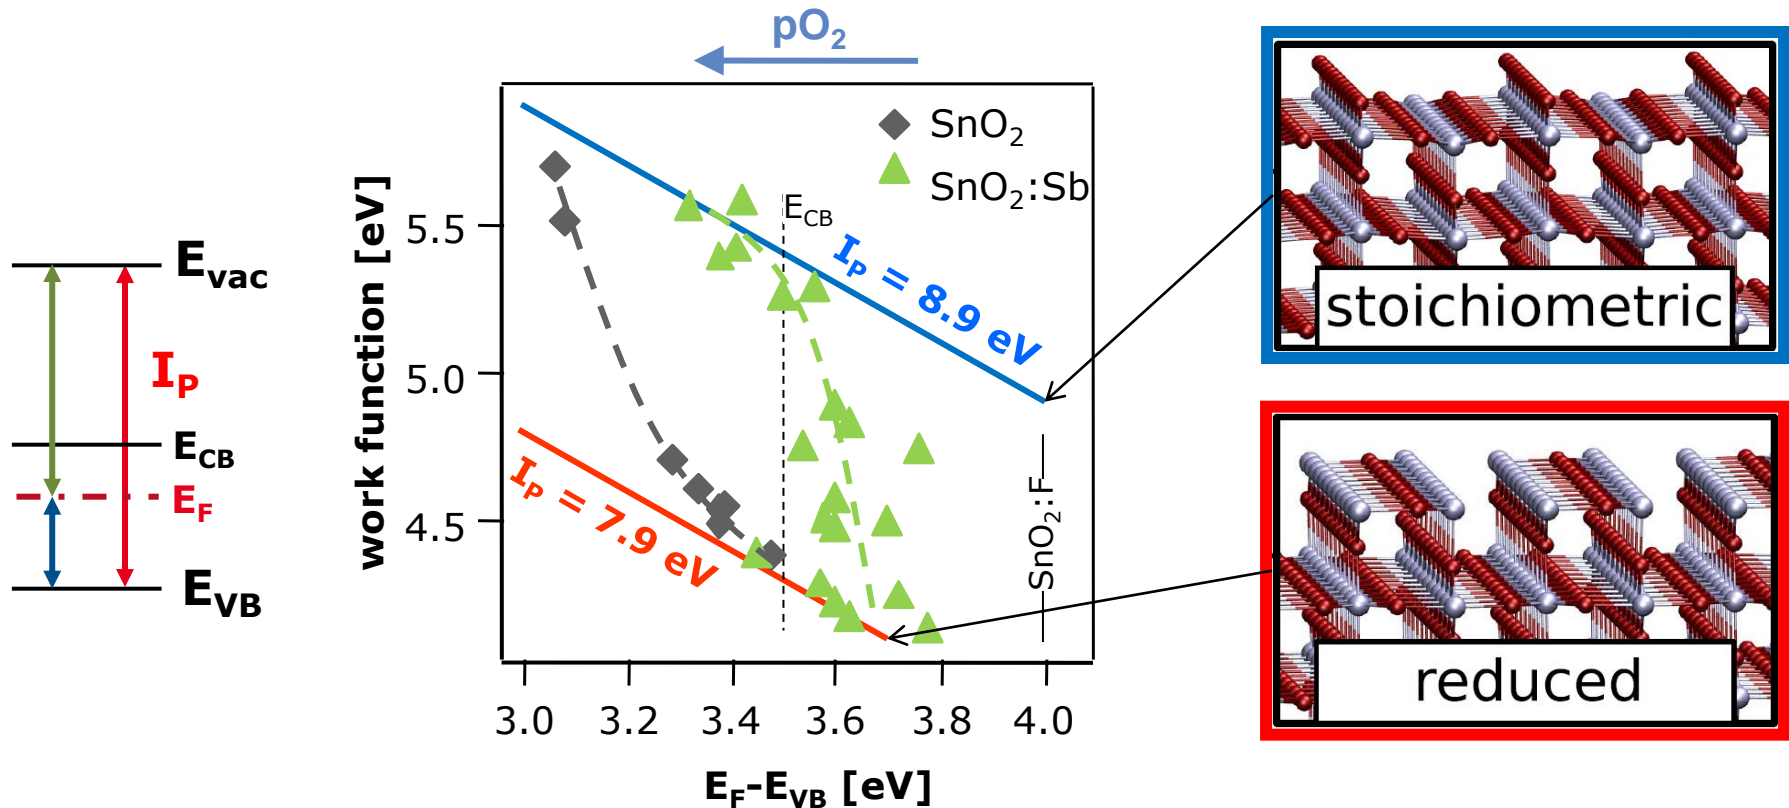 pO₂
SnO₂
SnO₂:Sb
E_CB
I_P = 8.9 eV
I_P = 7.9 eV
SnO₂:F
work function [eV]
5.5
5.0
4.5
3.0 3.2 3.4 3.6 3.8 4.0
E_F-E_VB [eV]
E_vac
I_P
E_CB
E_F
E_VB
stoichiometric
reduced